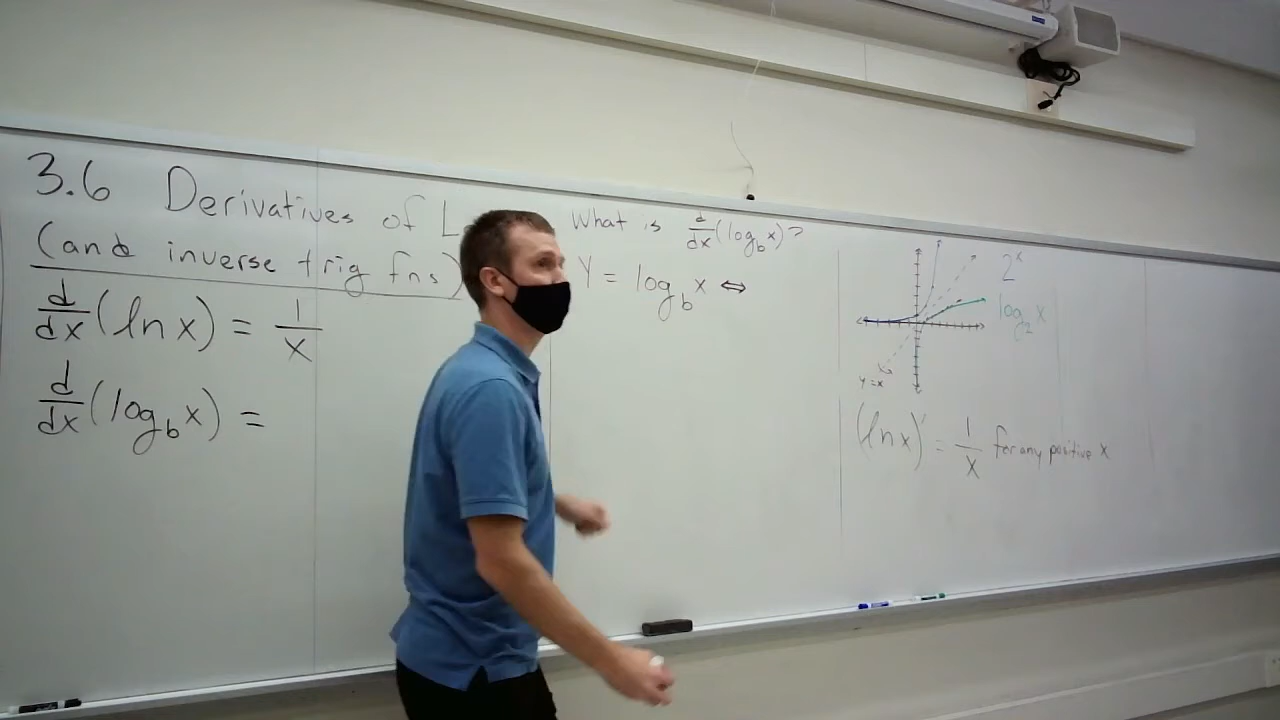 3.6 Derivatives of L
(and inverse trig fns)
d/dx (ln x) = 1/x
d/dx (log_b x) =
What is d/dx (log_b x)?
Y = log_b x ⇔
2^x
log_2 x
y=x
(ln x)' = 1/x for any positive x